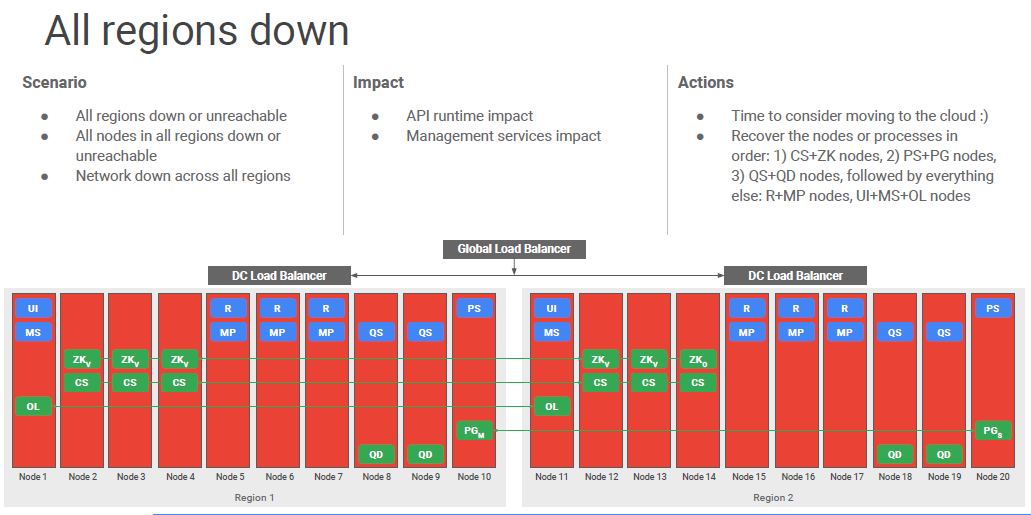 All regions down
Scenario
● All regions down or unreachable
● All nodes in all regions down or
unreachable
● Network down across all regions
Impact
● API runtime impact
● Management services impact
Actions
● Time to consider moving to the cloud :)
● Recover the nodes or processes in
order: 1) CS+ZK nodes, 2) PS+PG nodes,
3) QS+QD nodes, followed by everything
else: R+MP nodes, UI+MS+OL nodes
Global Load Balancer
DC Load Balancer DC Load Balancer
UI R R R PS UI R R R PS
MS MP MP MP QS QS MS MP MP MP QS QS
ZKV ZKV ZKV ZKV ZKV ZKO
CS CS CS CS CS CS
OL OL
PGM PGS
QD QD QD QD
Node 1 Node 2 Node 3 Node 4 Node 5 Node 6 Node 7 Node 8 Node 9 Node 10 Node 11 Node 12 Node 13 Node 14 Node 15 Node 16 Node 17 Node 18 Node 19 Node 20
Region 1 Region 2